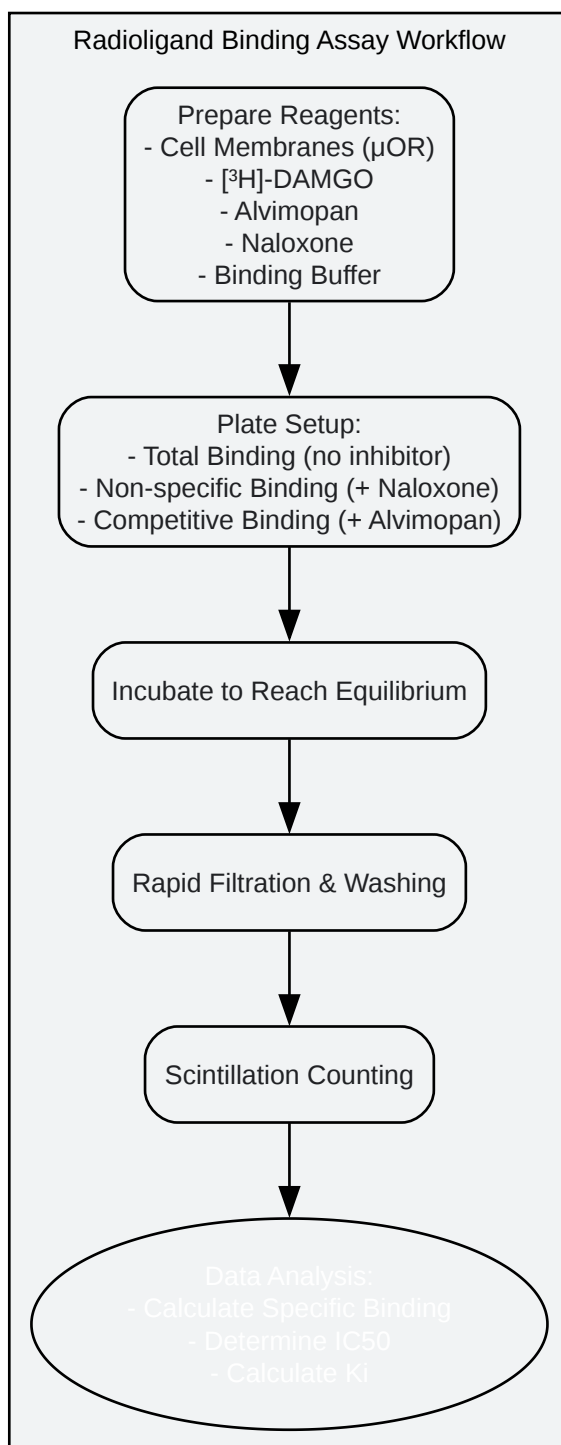 Radioligand Binding Assay Workflow
Prepare Reagents:
- Cell Membranes (μOR)
- [³H]-DAMGO
- Alvimopan
- Naloxone
- Binding Buffer
Plate Setup:
- Total Binding (no inhibitor)
- Non-specific Binding (+ Naloxone)
- Competitive Binding (+ Alvimopan)
Incubate to Reach Equilibrium
Rapid Filtration & Washing
Scintillation Counting
Data Analysis:
- Calculate Specific Binding
- Determine IC50
- Calculate Ki